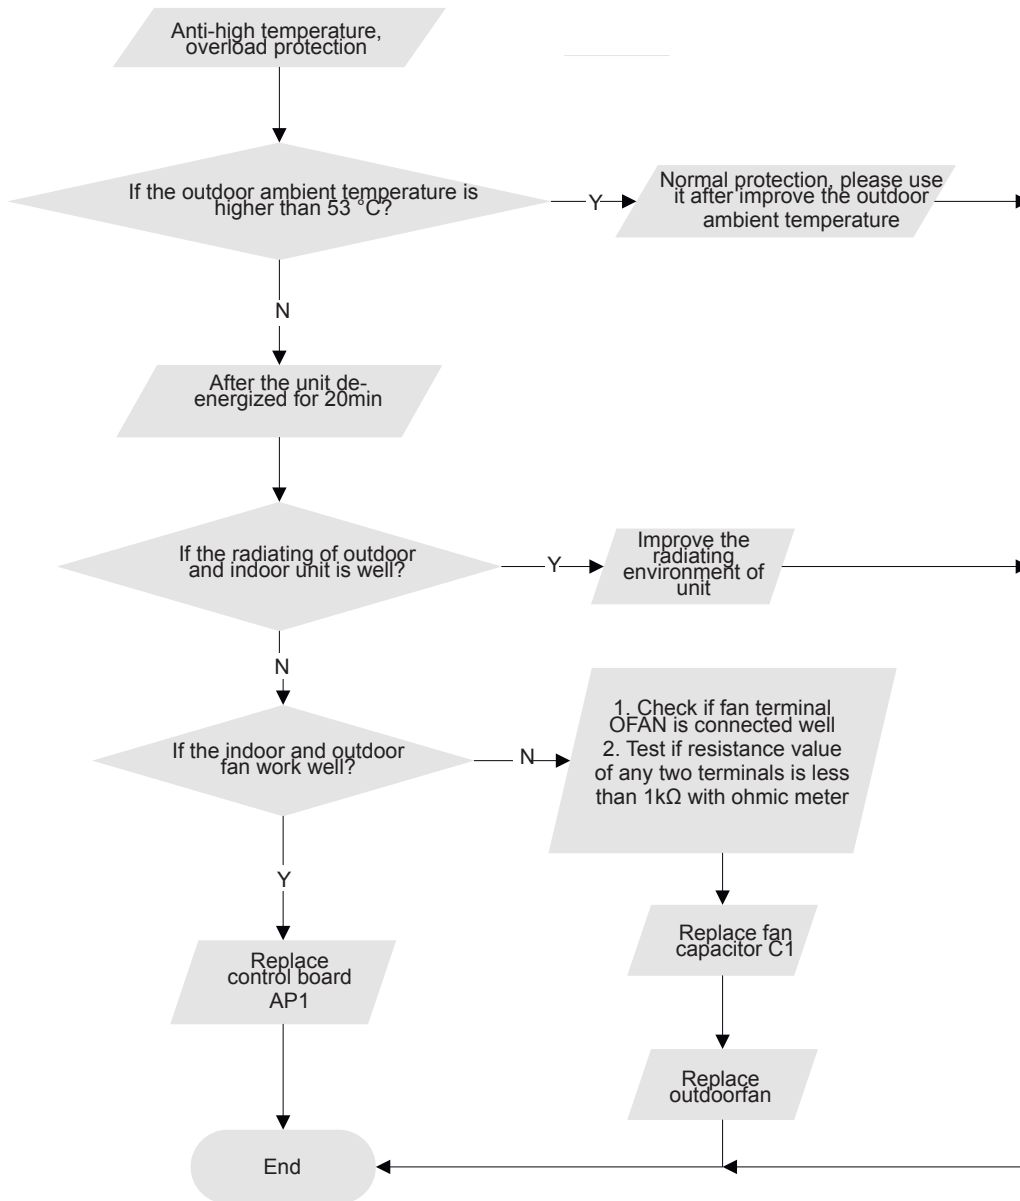 Anti-high temperature,
overload protection
If the outdoor ambient temperature is
higher than 53 °C?
Y
Normal protection, please use
it after improve the outdoor
ambient temperature
N
After the unit de-
energized for 20min
If the radiating of outdoor
and indoor unit is well?
Y
Improve the
radiating
environment of
unit
N
If the indoor and outdoor
fan work well?
N
1. Check if fan terminal
OFAN is connected well
2. Test if resistance value
of any two terminals is less
than 1kΩ with ohmic meter
Y
Replace fan
capacitor C1
Replace
control board
AP1
Replace
outdoorfan
End